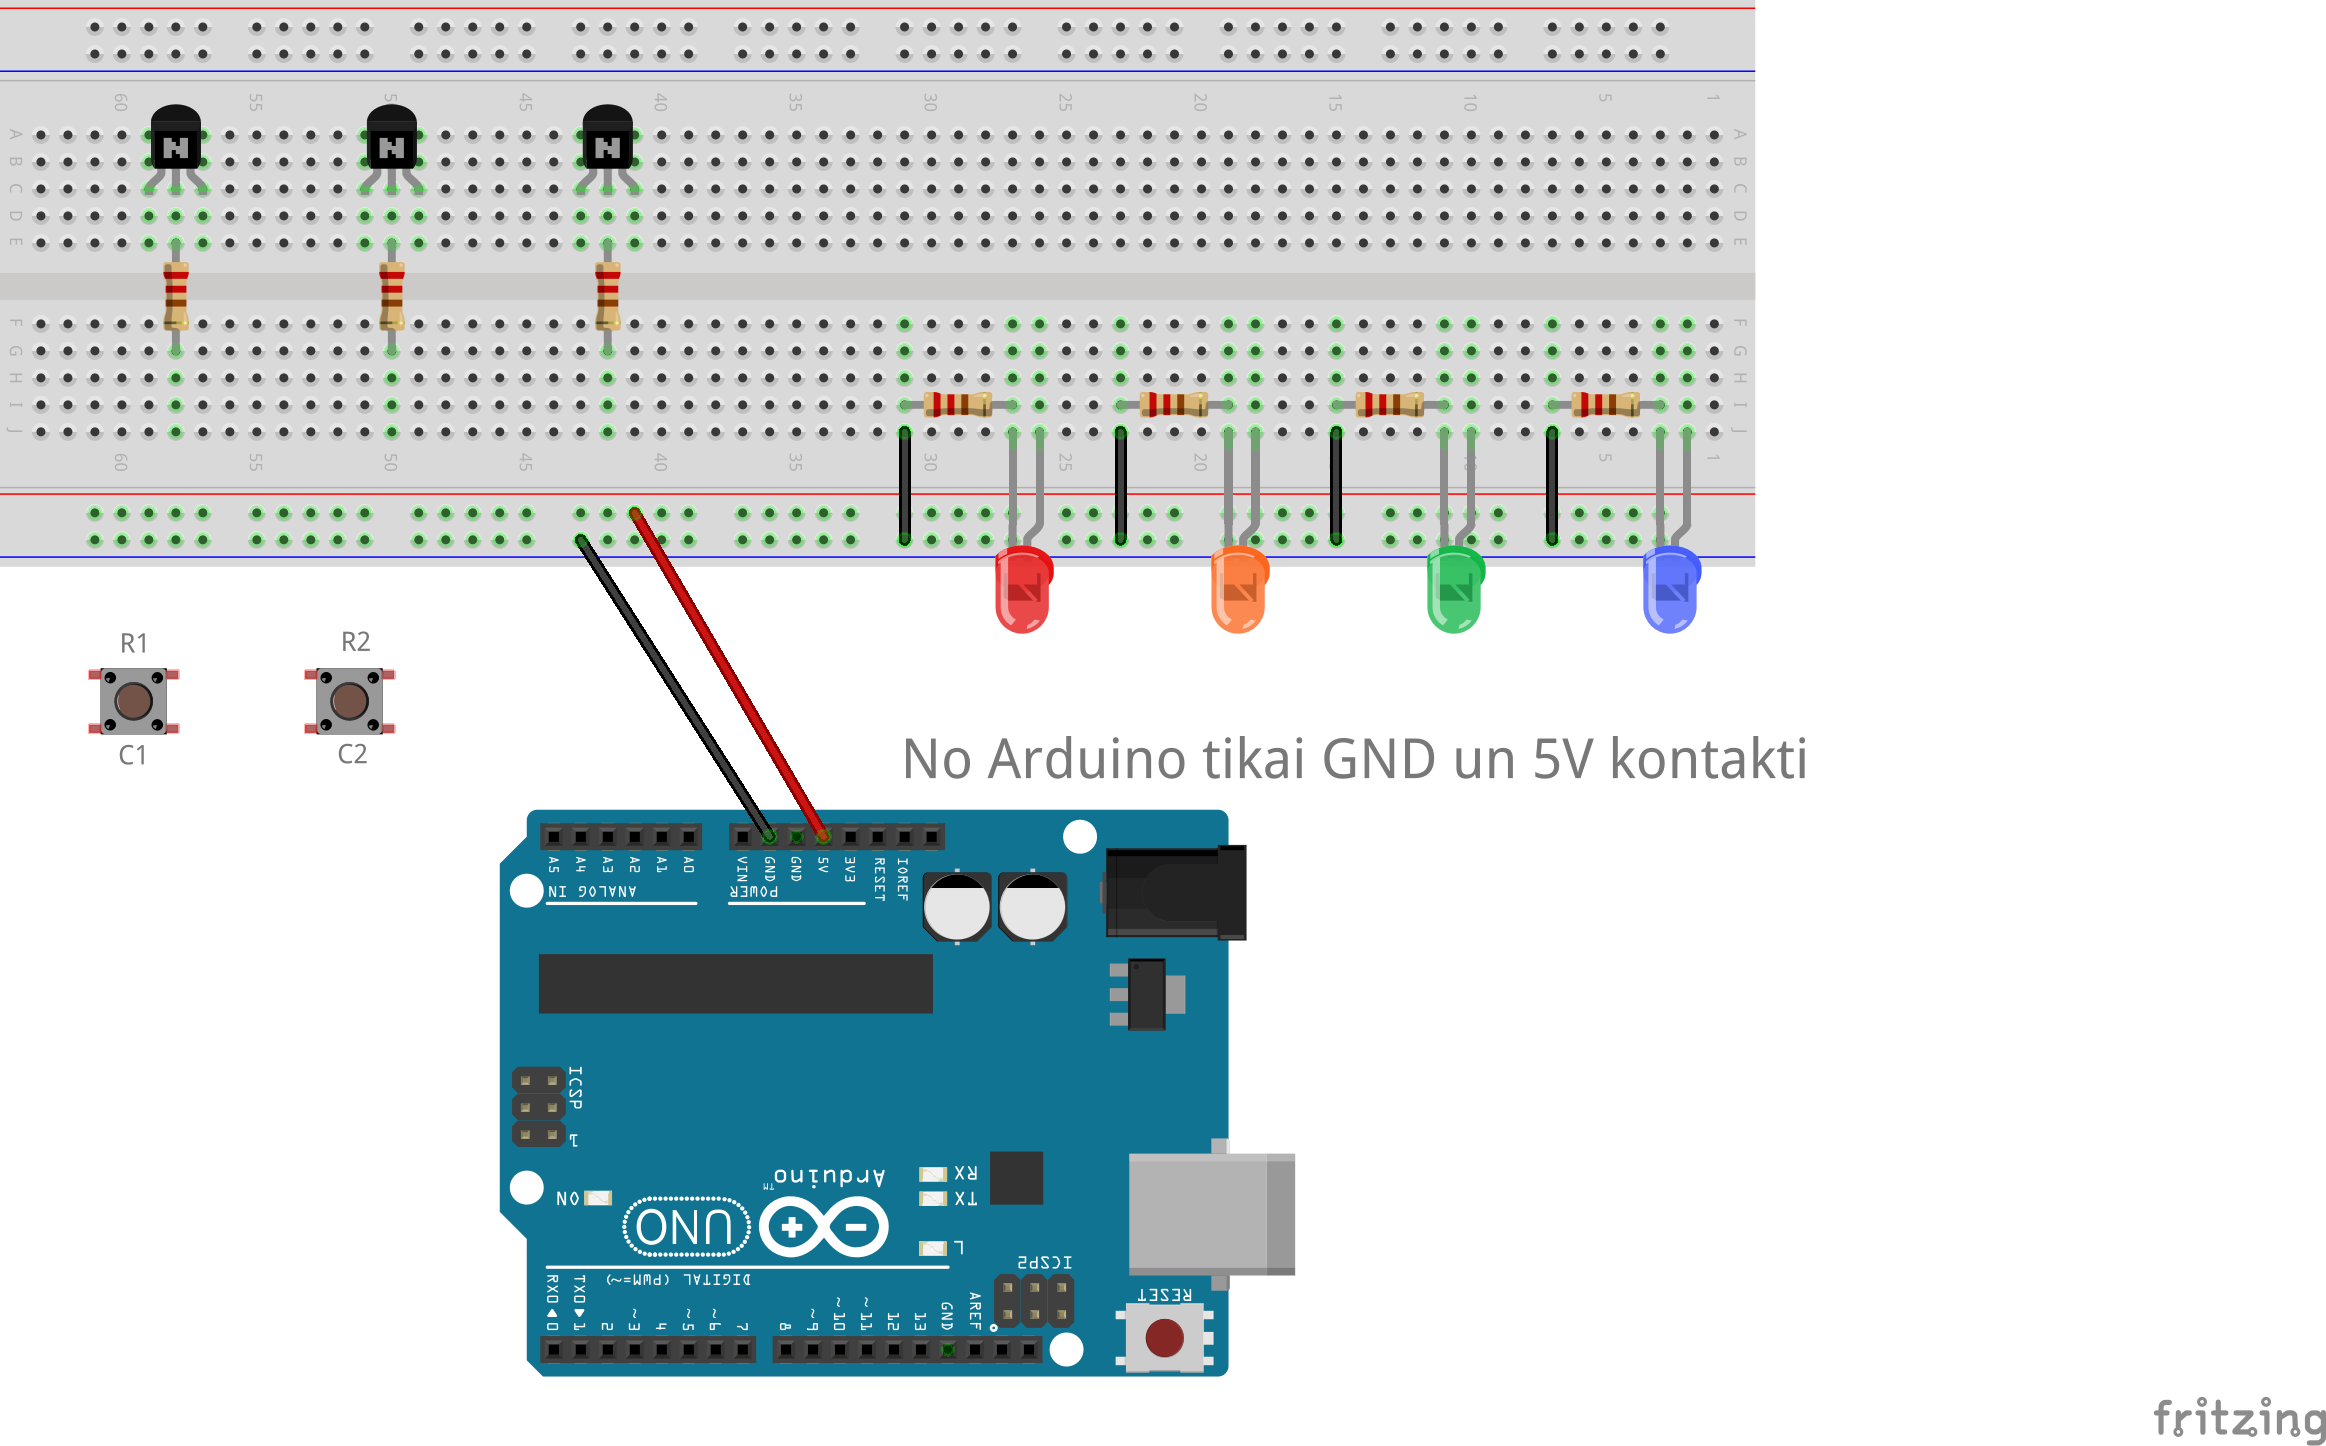 60 55 50 45 40 35 30 25 20 15 10 5 1
A A
B B
C C
D D
E E
F F
G G
H H
I I
J J
60 55 50 45 40 35 30 25 20 15 10 5 1
R1 R2
C1 C2
No Arduino tikai GND un 5V kontakti
A5 A4 A3 A2 A1 A0 VIN GND GND 5V 3V3 RESET IOREF
ANALOG IN POWER
ICSP
1
Arduino™ RX
ON TX
UNO
L
ICSP2
DIGITAL (PWM=~)
RESET
RX0◀0 TX0▶1 2 ~3 4 ~5 ~6 7 8 ~9 ~10 ~11 12 13 GND AREF
fritzing